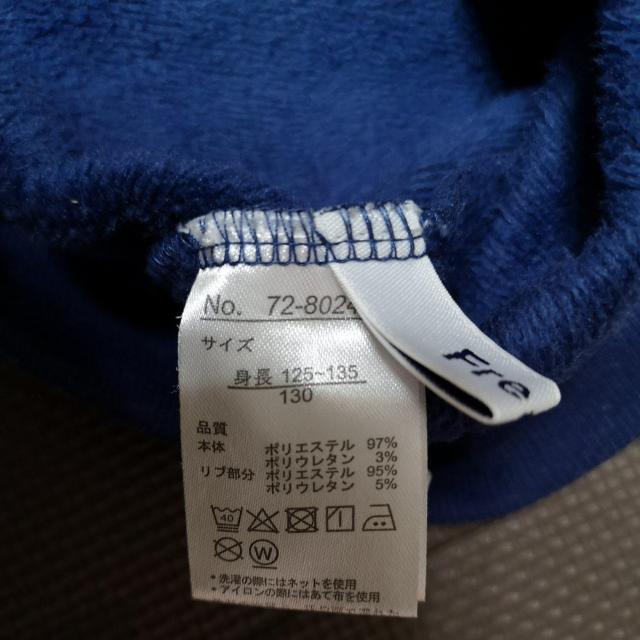 No. 72-802
サイズ
身長 125~135
130
品質
本体 ポリエステル 97%
ポリウレタン 3%
リブ部分 ポリエステル 95%
ポリウレタン 5%
40
W
*洗濯の際にはネットを使用
*アイロンの際にはあて布を使用